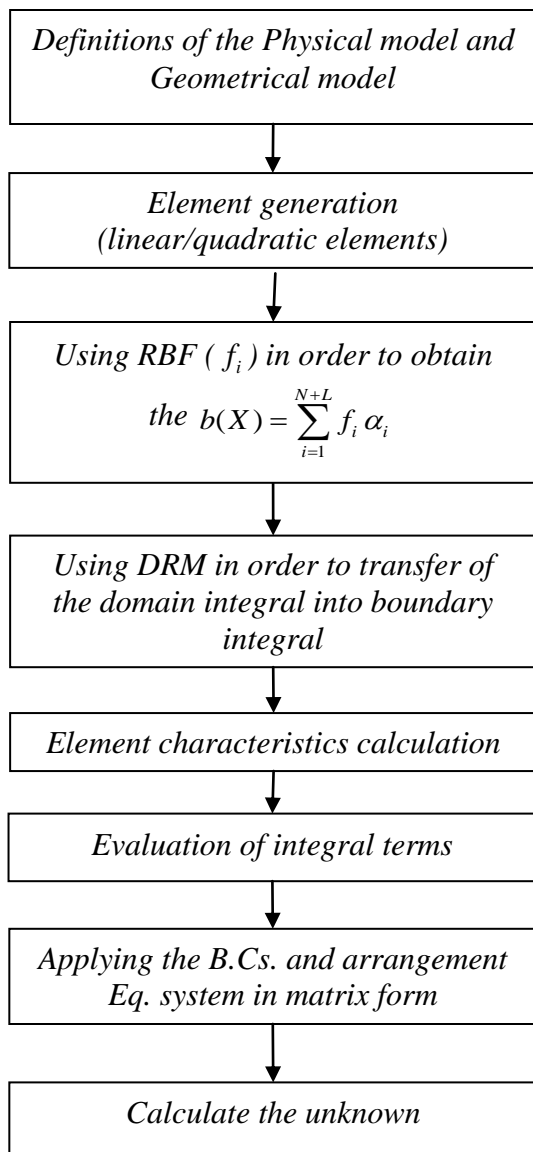 Definitions of the Physical model and
Geometrical model
Element generation
(linear/quadratic elements)
Using RBF ( f_i ) in order to obtain
the b(X) = \sum_{i=1}^{N+L} f_i α_i
Using DRM in order to transfer of
the domain integral into boundary
integral
Element characteristics calculation
Evaluation of integral terms
Applying the B.Cs. and arrangement
Eq. system in matrix form
Calculate the unknown